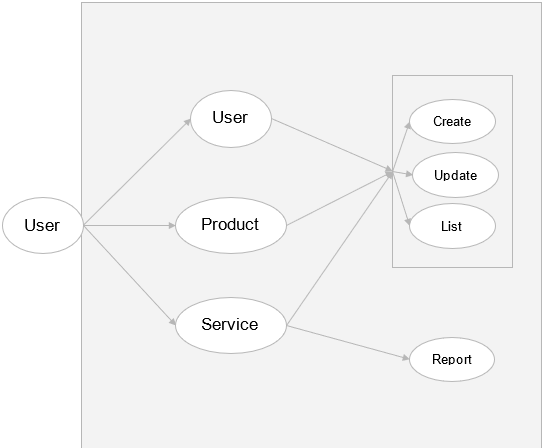 User
User
Product
Service
Create
Update
List
Report